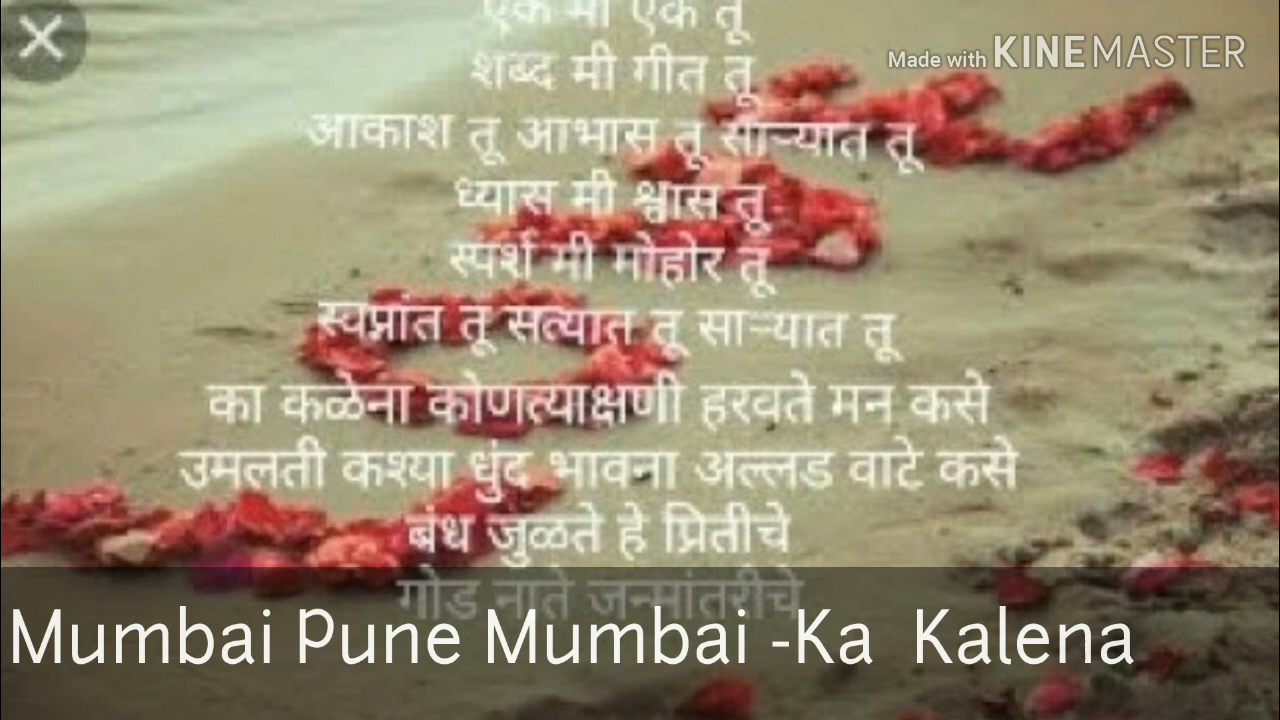 एक मी एक तू
Made with KINEMASTER
शब्द मी गीत तू
आकाश तू आभास तू साऱ्यात तू
ध्यास मी श्वास तू
स्पर्श मी मोहोर तू
स्वप्नांत तू सत्यात तू साऱ्यात तू
का कळेना कोणत्याक्षणी हरवते मन कसे
उमलती कश्या धुंद भावना अल्लड वाटे कसे
बंध जुळते हे प्रितीचे
गोड नाते जन्मांतरीचे
Mumbai Pune Mumbai -Ka Kalena